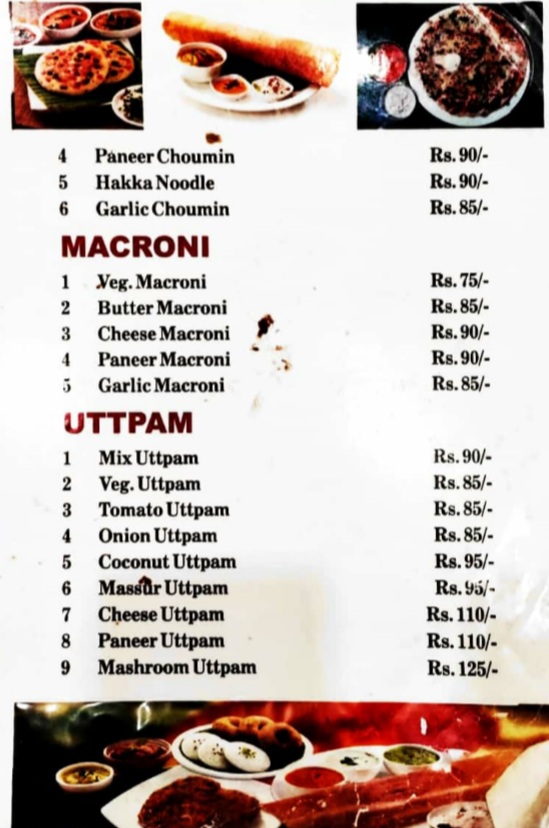 4 Paneer Choumin Rs. 90/-
5 Hakka Noodle Rs. 90/-
6 Garlic Choumin Rs. 85/-
MACRONI
1 Veg. Macroni Rs. 75/-
2 Butter Macroni Rs. 85/-
3 Cheese Macroni Rs. 90/-
4 Paneer Macroni Rs. 90/-
5 Garlic Macroni Rs. 85/-
UTTPAM
1 Mix Uttpam Rs. 90/-
2 Veg. Uttpam Rs. 85/-
3 Tomato Uttpam Rs. 85/-
4 Onion Uttpam Rs. 85/-
5 Coconut Uttpam Rs. 95/-
6 Massur Uttpam Rs. 95/-
7 Cheese Uttpam Rs. 110/-
8 Paneer Uttpam Rs. 110/-
9 Mashroom Uttpam Rs. 125/-